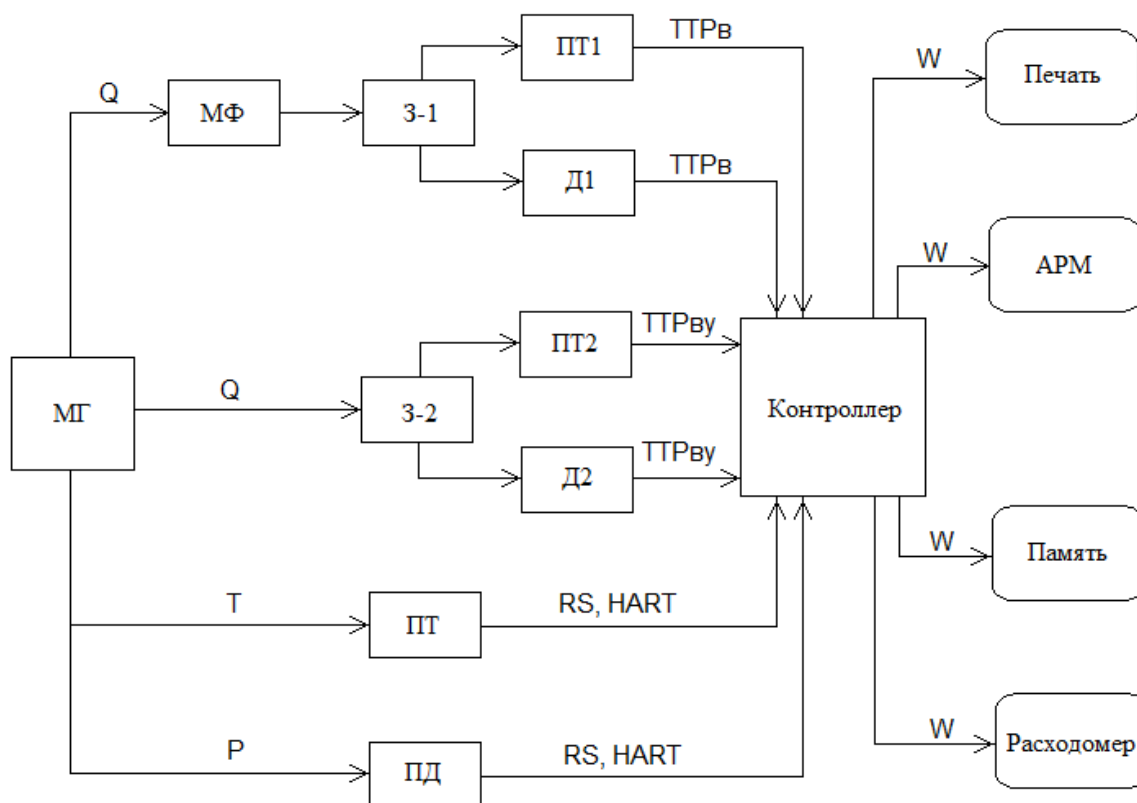 ПТ1
ТТРв
Печать
W
Q
МФ
З-1
Д1
ТТРв
АРМ
W
ПТ2
ТТРву
МГ
Q
З-2
Контроллер
Д2
ТТРву
Память
W
T
ПТ
RS, HART
Расходомер
W
P
ПД
RS, HART